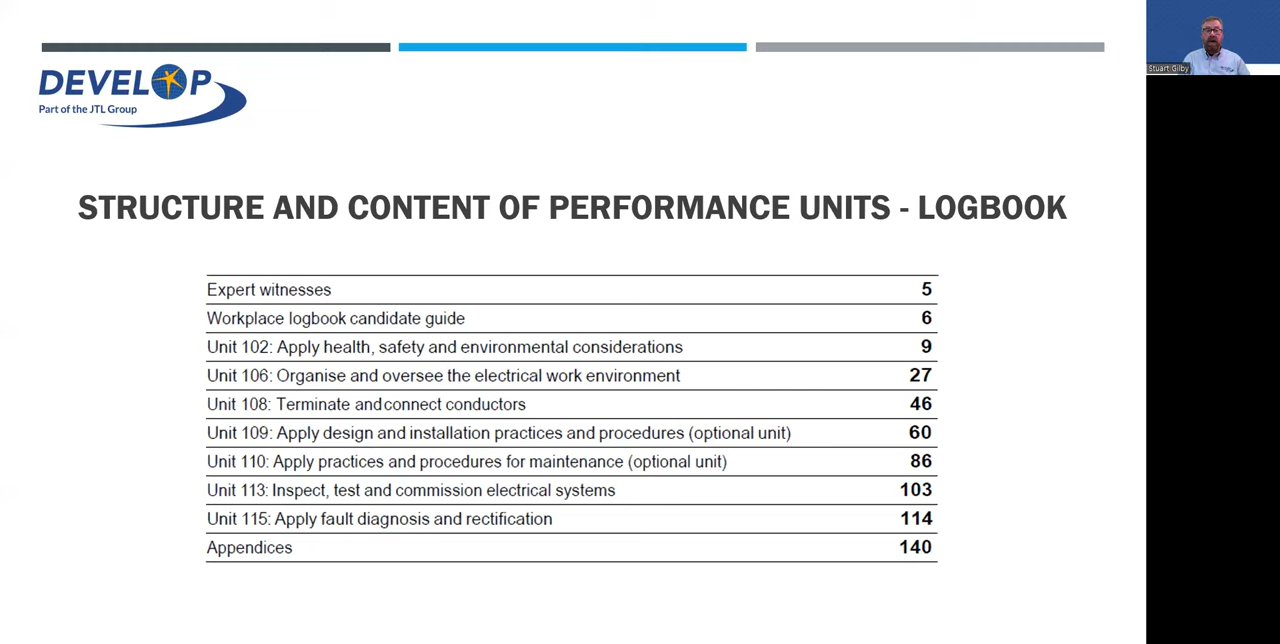 DEVELOP
Part of the JTL Group
Stuart Gilby
STRUCTURE AND CONTENT OF PERFORMANCE UNITS - LOGBOOK
Expert witnesses 5
Workplace logbook candidate guide 6
Unit 102: Apply health, safety and environmental considerations 9
Unit 106: Organise and oversee the electrical work environment 27
Unit 108: Terminate and connect conductors 46
Unit 109: Apply design and installation practices and procedures (optional unit) 60
Unit 110: Apply practices and procedures for maintenance (optional unit) 86
Unit 113: Inspect, test and commission electrical systems 103
Unit 115: Apply fault diagnosis and rectification 114
Appendices 140